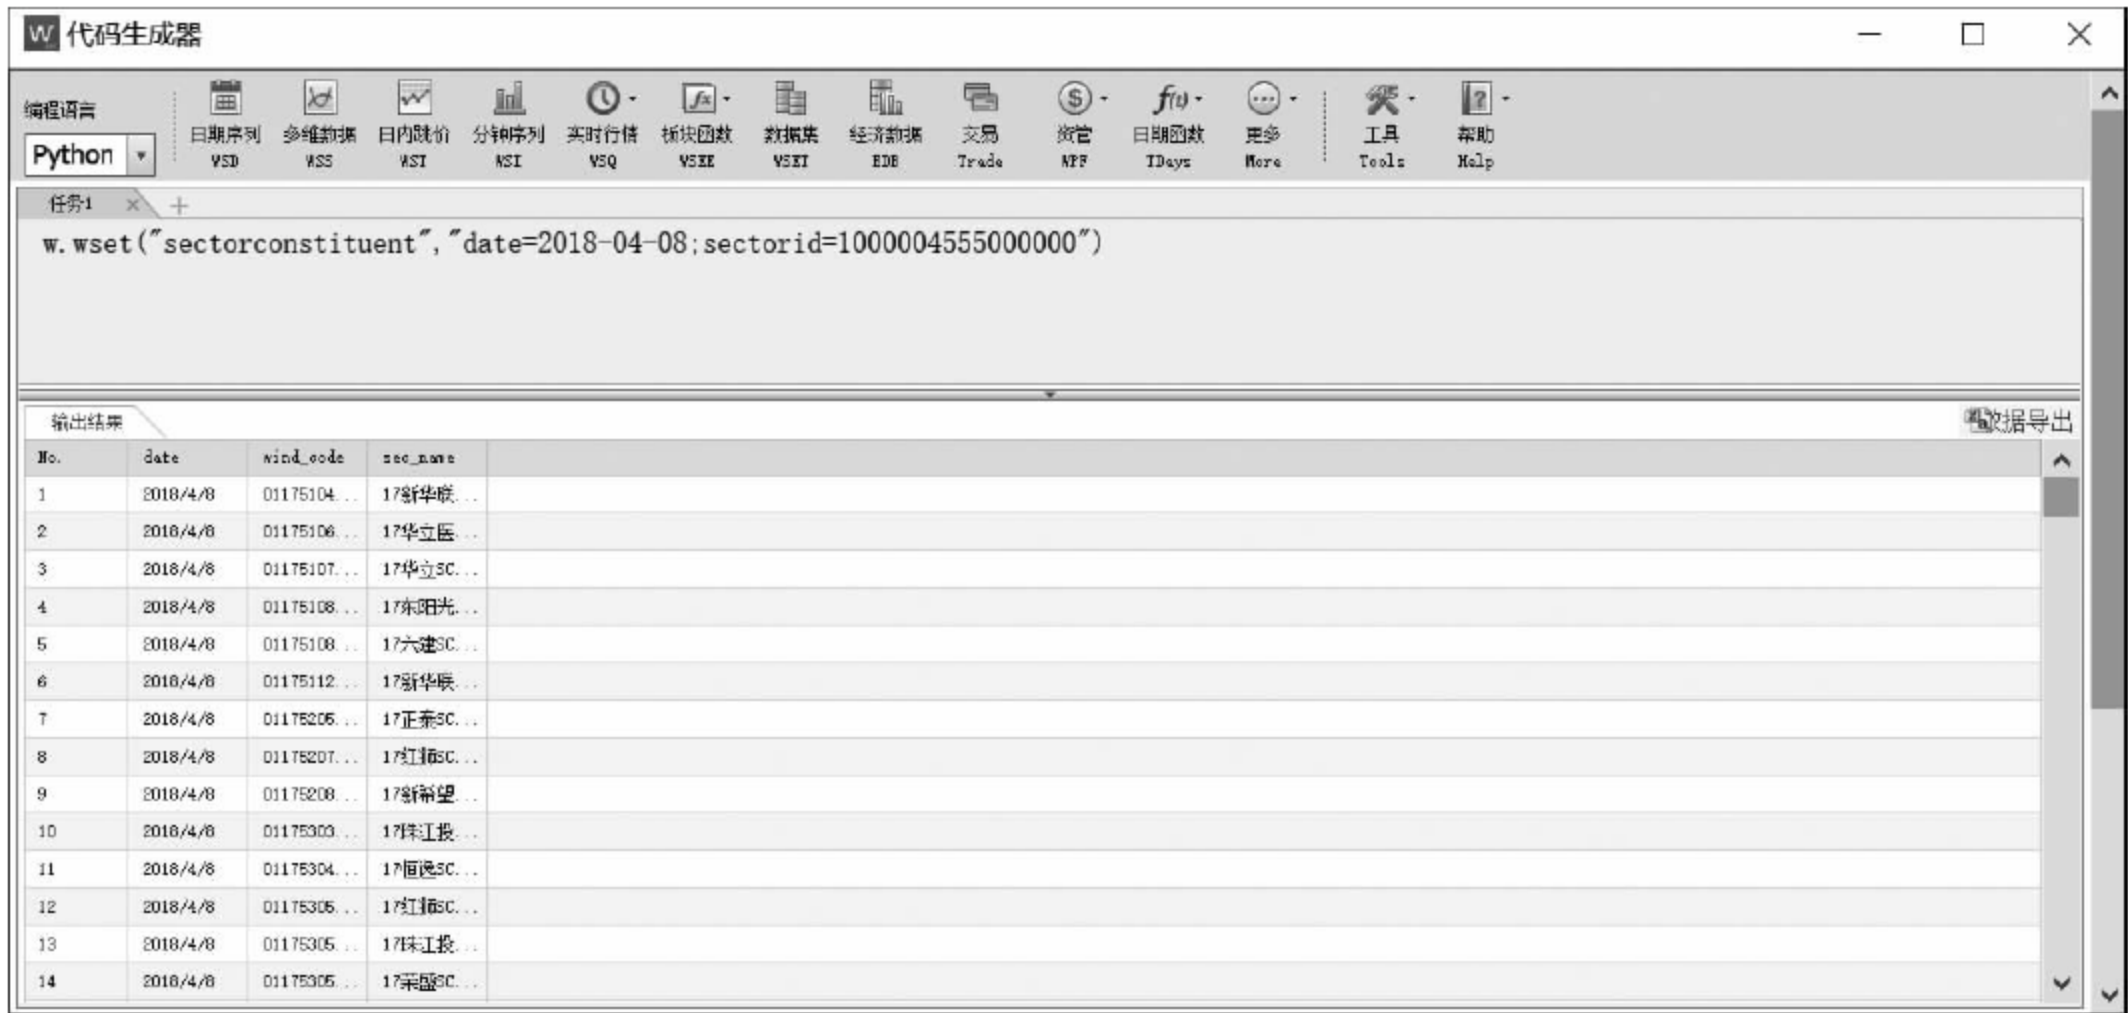 W 代码生成器
编程语言
Python
日期序列 多维数据 日内跳价 分钟序列 实时行情 板块函数 数据集 经济数据 交易 资管 日期函数 更多 工具 帮助
WSD WSS WST WSI WSQ WSEE WSET EDB Trade WPF TDays More Tools Help
任务1
w.wset("sectorconstituent","date=2018-04-08;sectorid=1000004555000000")
输出结果 数据导出
No. date wind_code sec_name
1 2018/4/8 01175104... 17新华联...
2 2018/4/8 01175106... 17华立医...
3 2018/4/8 01175107... 17华立SC...
4 2018/4/8 01175108... 17东阳光...
5 2018/4/8 01175108... 17六建SC...
6 2018/4/8 01175112... 17新华联...
7 2018/4/8 01175205... 17正泰SC...
8 2018/4/8 01175207... 17红狮SC...
9 2018/4/8 01175208... 17新希望...
10 2018/4/8 01175303... 17珠江投...
11 2018/4/8 01175304... 17恒逸SC...
12 2018/4/8 01175305... 17红狮SC...
13 2018/4/8 01175305... 17珠江投...
14 2018/4/8 01175305... 17荣盛SC...